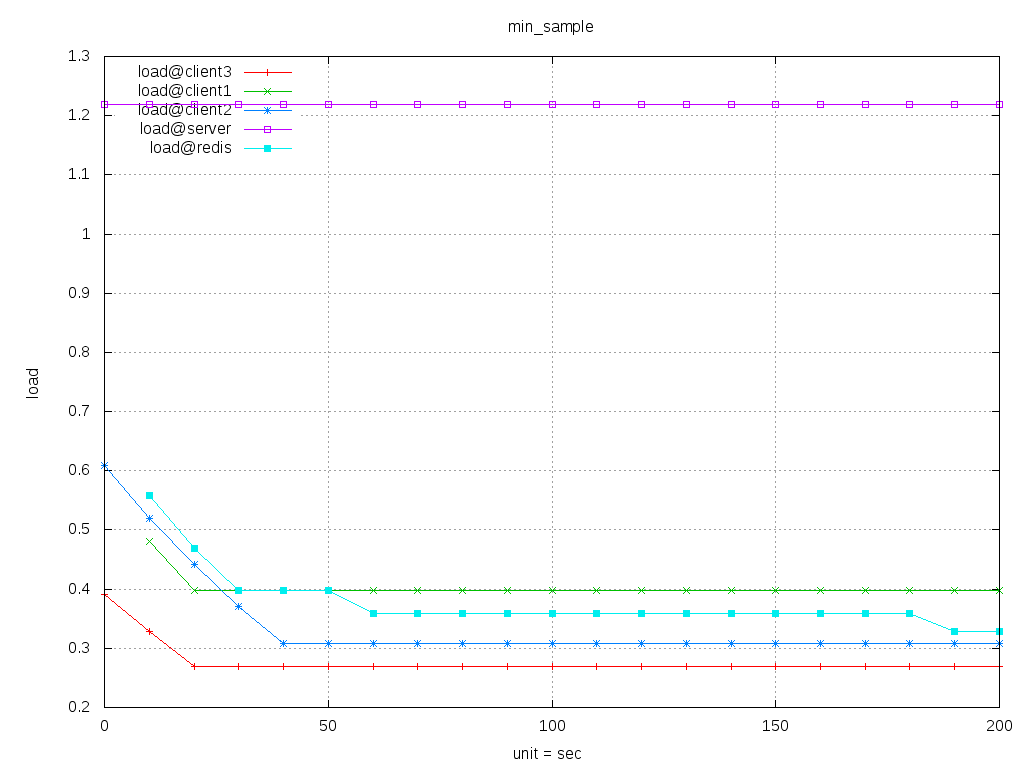 min_sample
1.3
load@client3
load@client1
load@client2
load@server
load@redis
1.2
1.1
1
0.9
0.8
0.7
0.6
0.5
0.4
0.3
0.2
load
0 50 100 150 200
unit = sec